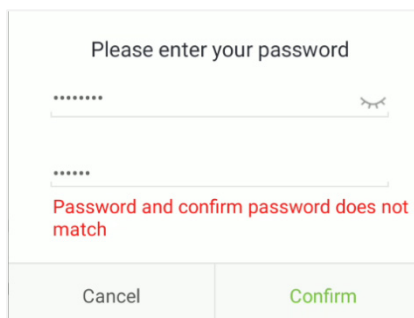 Please enter your password
••••••••
••••••
Password and confirm password does not
match
Cancel
Confirm